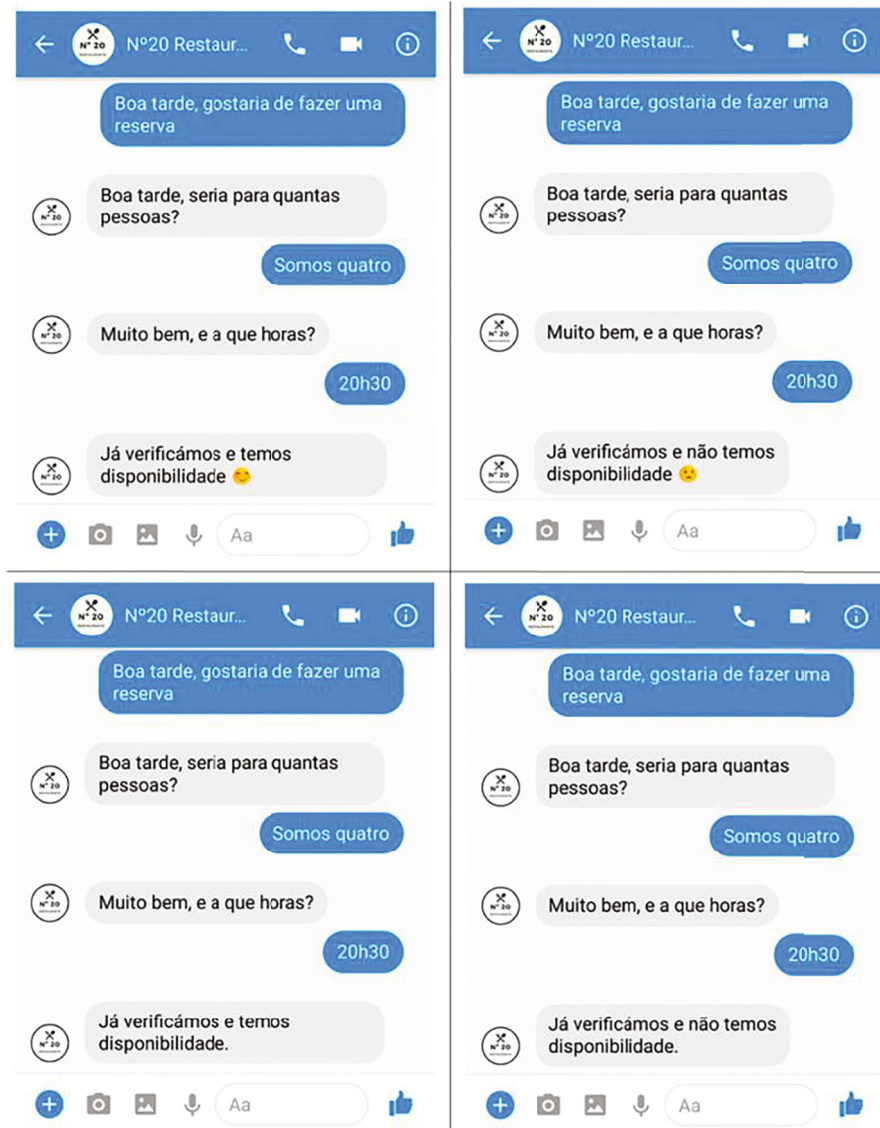 Nº20 Restaur...
Boa tarde, gostaria de fazer uma
reserva
Boa tarde, seria para quantas
pessoas?
Somos quatro
Muito bem, e a que horas?
20h30
Já verificámos e temos
disponibilidade 😊
Aa
Nº20 Restaur...
Boa tarde, gostaria de fazer uma
reserva
Boa tarde, seria para quantas
pessoas?
Somos quatro
Muito bem, e a que horas?
20h30
Já verificámos e não temos
disponibilidade 🙁
Aa
Nº20 Restaur...
Boa tarde, gostaria de fazer uma
reserva
Boa tarde, seria para quantas
pessoas?
Somos quatro
Muito bem, e a que horas?
20h30
Já verificámos e temos
disponibilidade.
Aa
Nº20 Restaur...
Boa tarde, gostaria de fazer uma
reserva
Boa tarde, seria para quantas
pessoas?
Somos quatro
Muito bem, e a que horas?
20h30
Já verificámos e não temos
disponibilidade.
Aa